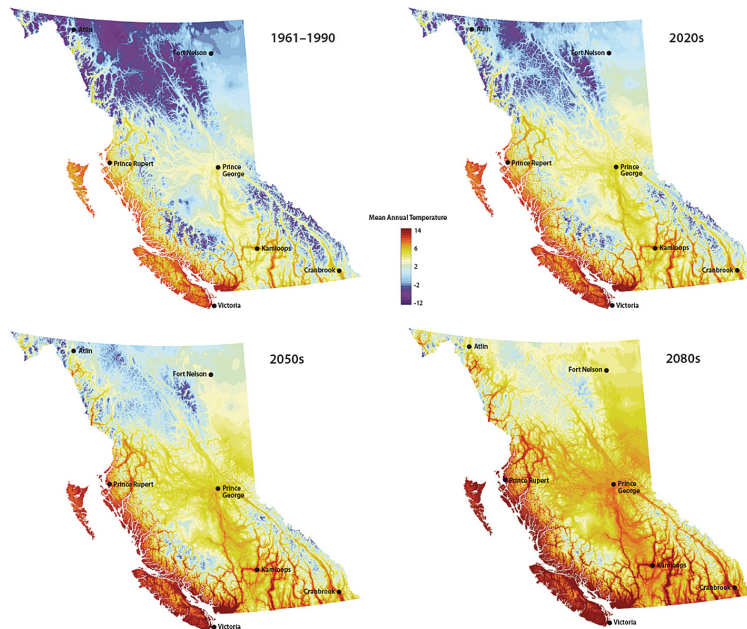 1961–1990
Atlin
Fort Nelson
Prince Rupert
Prince
George
Kamloops
Cranbrook
Victoria
2020s
Atlin
Fort Nelson
Prince Rupert
Prince
George
Kamloops
Cranbrook
Victoria
Mean Annual Temperature
14
10
6
2
-2
-12
2050s
Atlin
Fort Nelson
Prince Rupert
Prince
George
Kamloops
Cranbrook
Victoria
2080s
Atlin
Fort Nelson
Prince Rupert
Prince
George
Kamloops
Cranbrook
Victoria